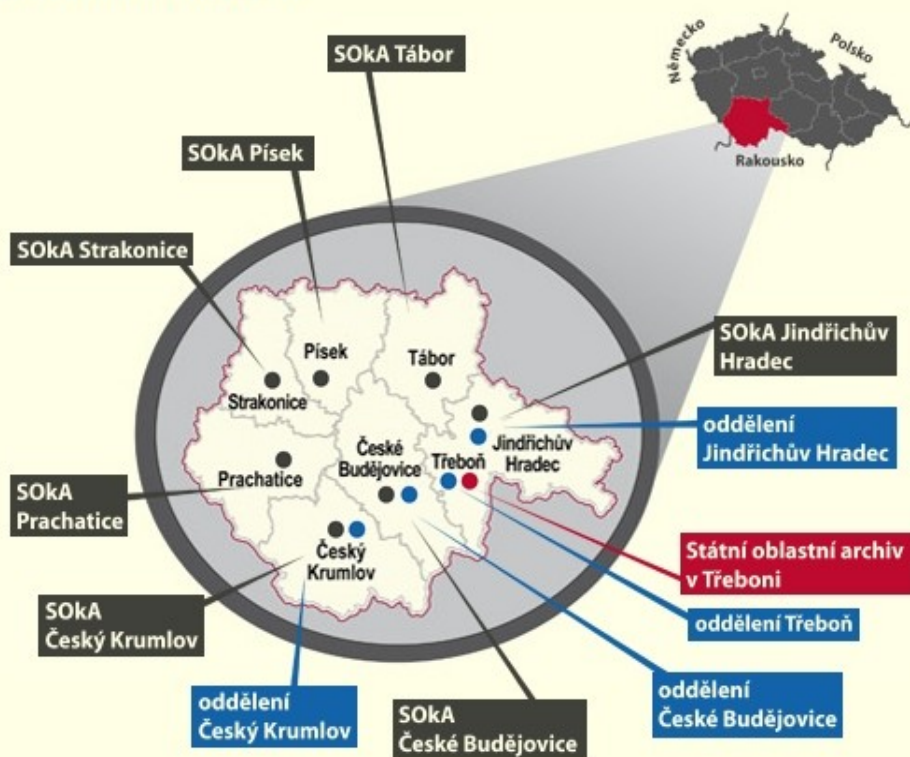 SOkA Tábor
Německo
Polsko
Rakousko
SOkA Písek
SOkA Strakonice
SOkA Jindřichův
Hradec
Písek
Tábor
Strakonice
oddělení
Jindřichův Hradec
České
Budějovice
Třeboň
Jindřichův
Hradec
Prachatice
SOkA
Prachatice
Český
Krumlov
Státní oblastní archiv
v Třeboni
SOkA
Český Krumlov
oddělení Třeboň
oddělení
Český Krumlov
SOkA
České Budějovice
oddělení
České Budějovice